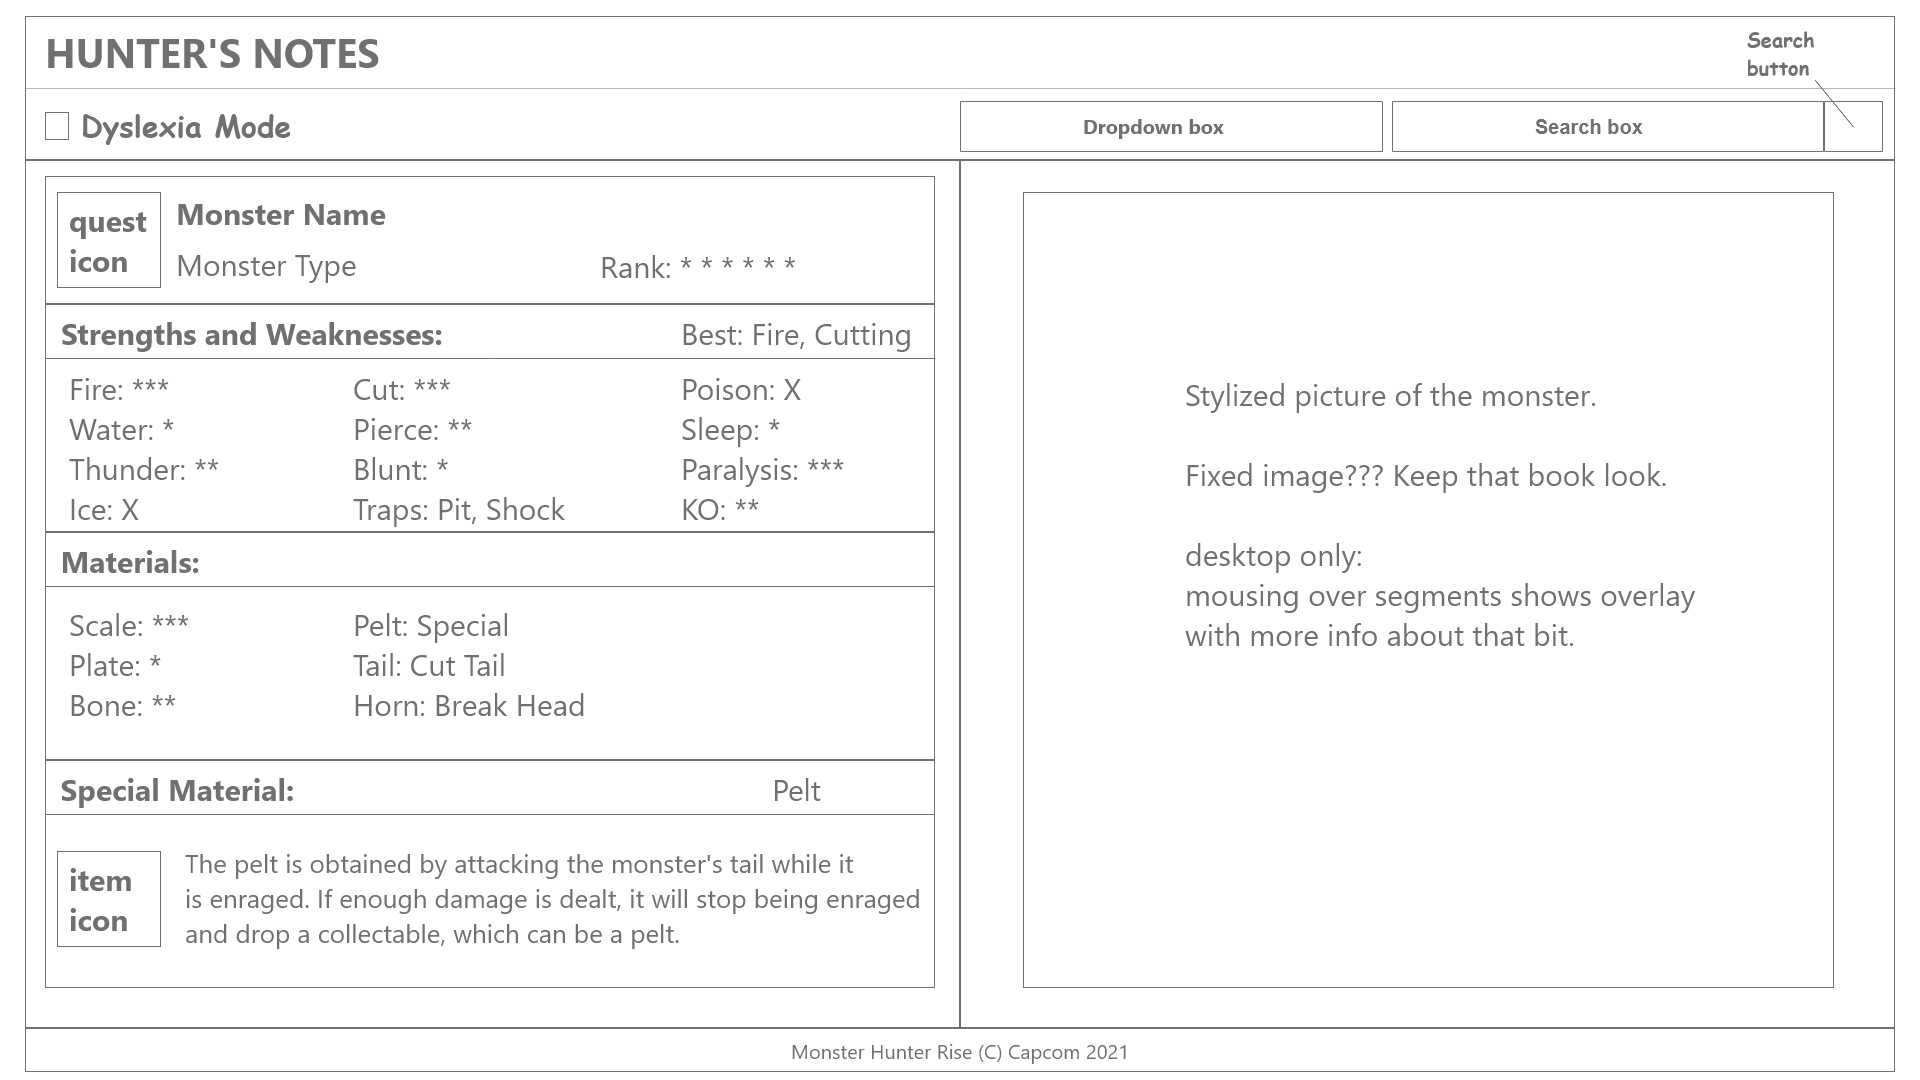 HUNTER'S NOTES
Search
button
Dyslexia Mode
Dropdown box
Search box
quest
icon
Monster Name
Monster Type
Rank: * * * * * *
Strengths and Weaknesses:
Best: Fire, Cutting
Fire: ***
Cut: ***
Poison: X
Water: *
Pierce: **
Sleep: *
Thunder: **
Blunt: *
Paralysis: ***
Ice: X
Traps: Pit, Shock
KO: **
Materials:
Scale: ***
Pelt: Special
Plate: *
Tail: Cut Tail
Bone: **
Horn: Break Head
Special Material:
Pelt
item
icon
The pelt is obtained by attacking the monster's tail while it
is enraged. If enough damage is dealt, it will stop being enraged
and drop a collectable, which can be a pelt.
Stylized picture of the monster.
Fixed image??? Keep that book look.
desktop only:
mousing over segments shows overlay
with more info about that bit.
Monster Hunter Rise (C) Capcom 2021